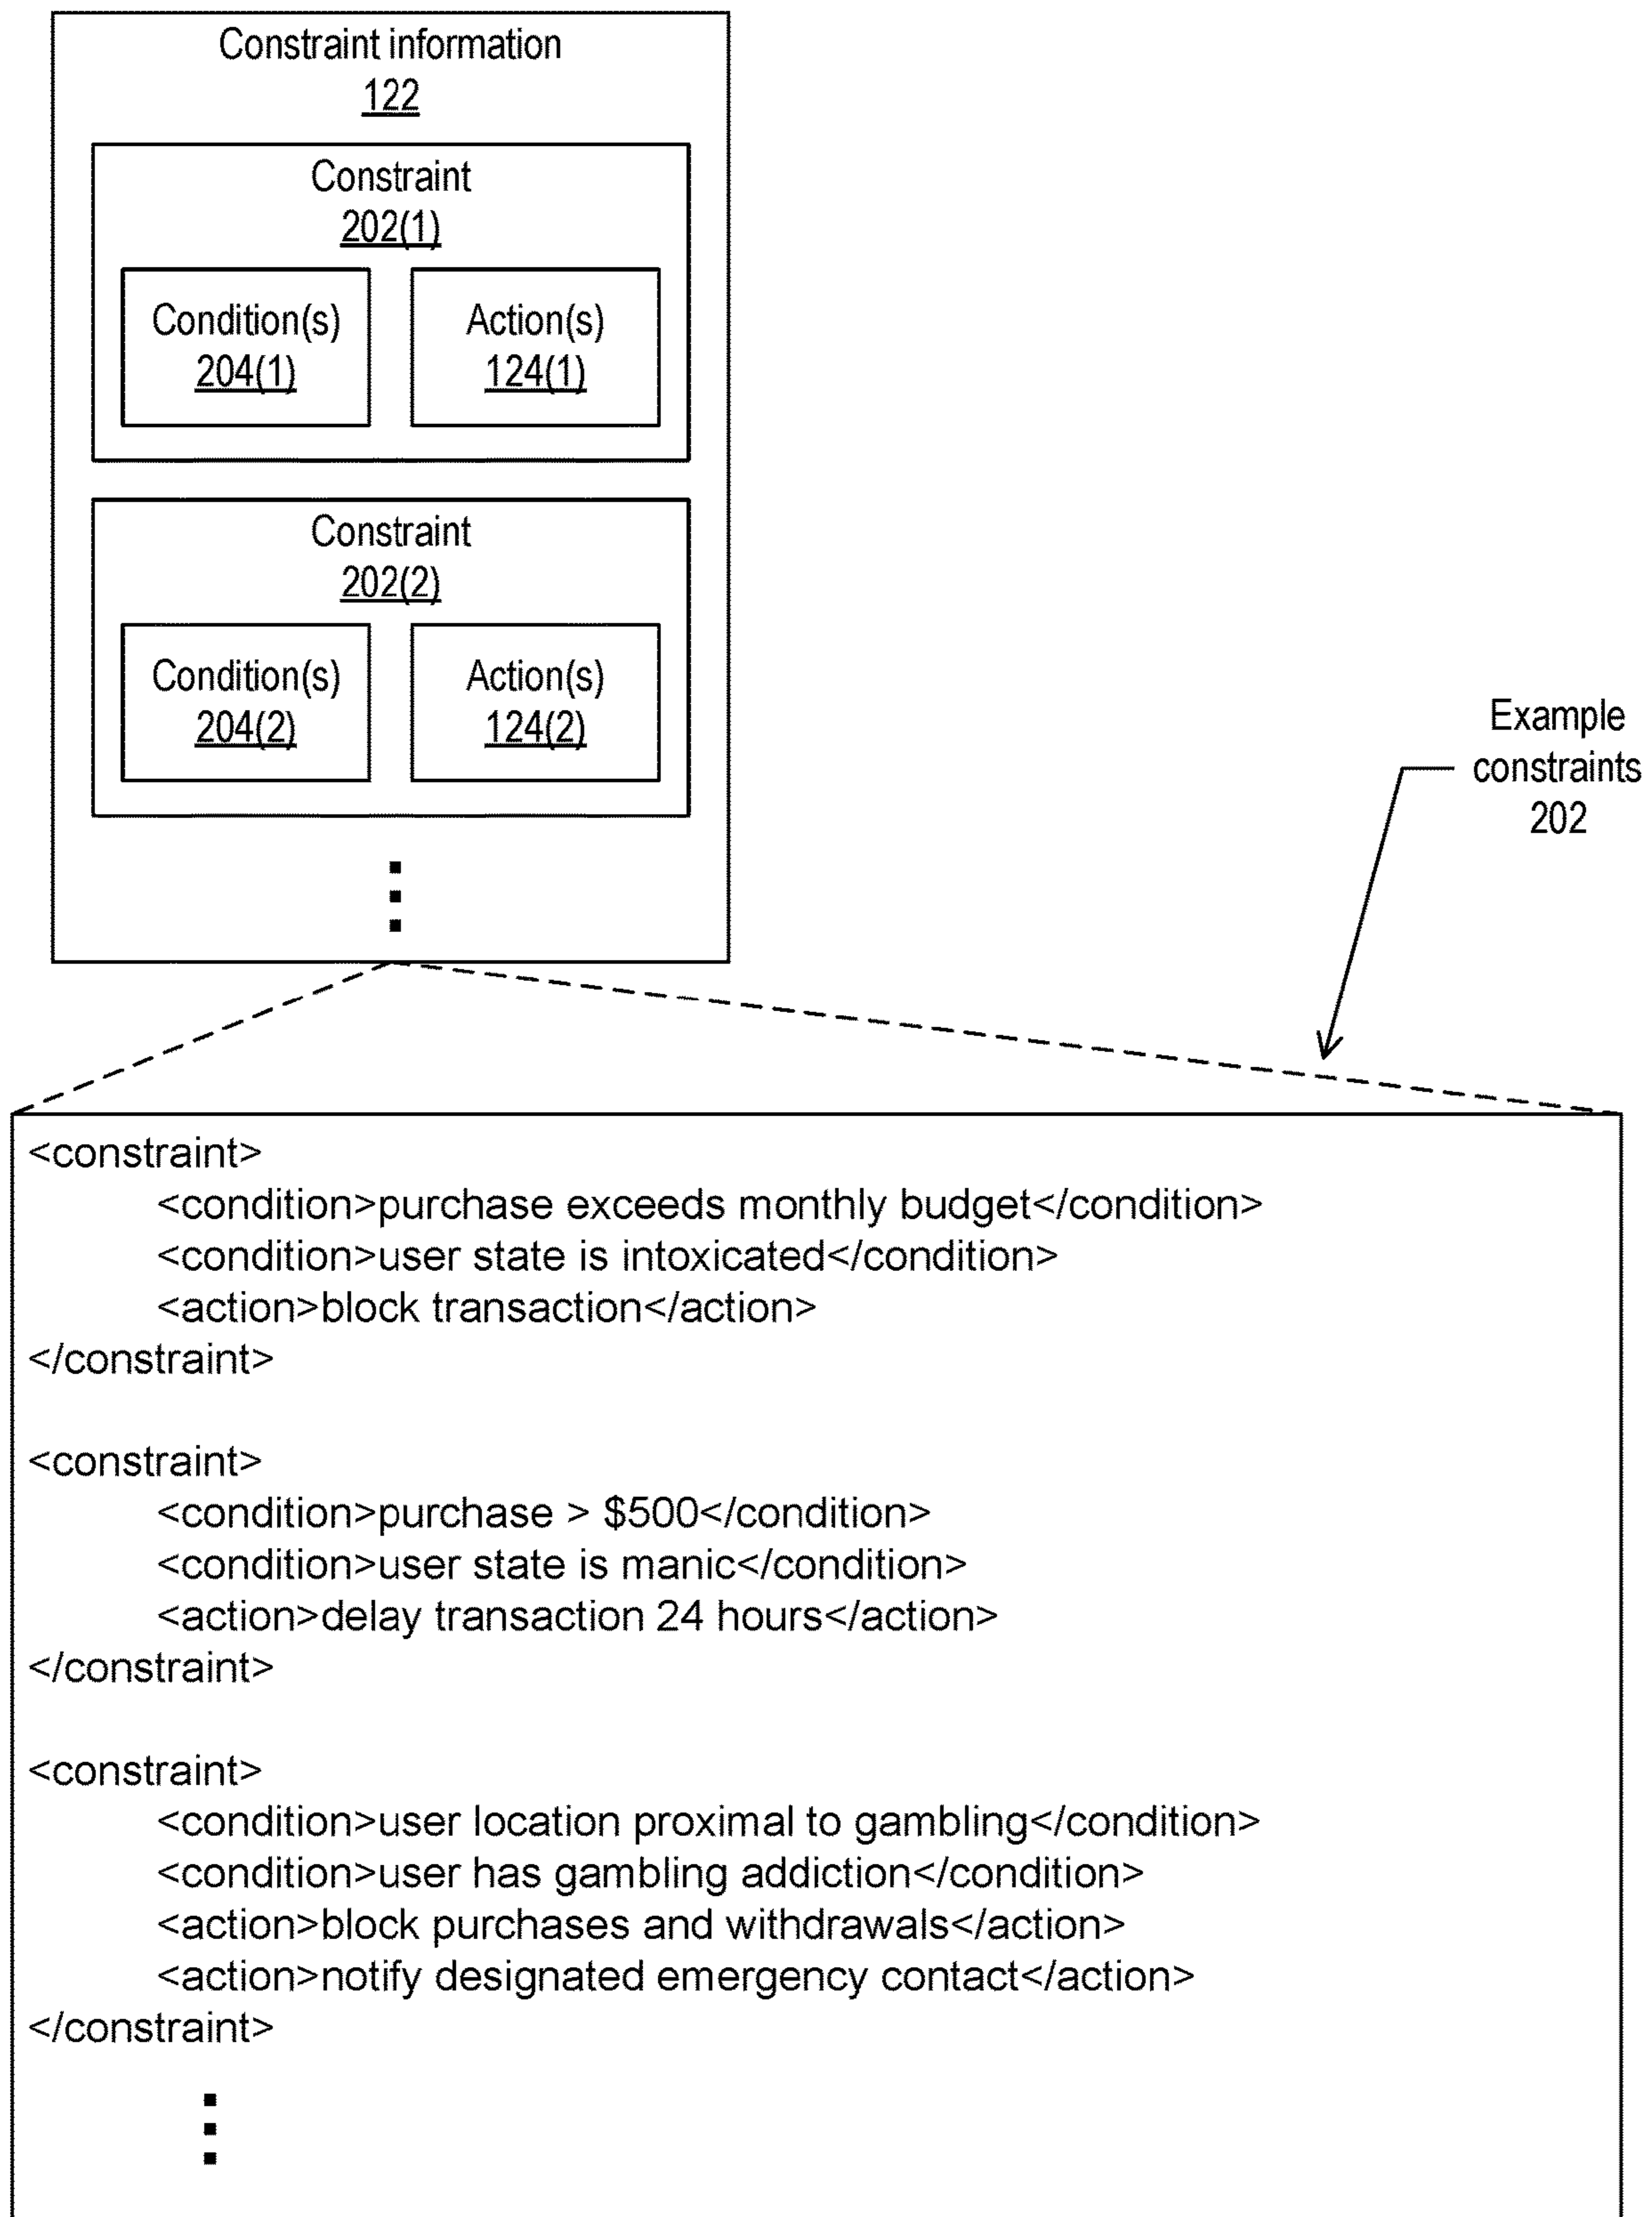 Constraint information
122
Constraint
202(1)
Condition(s)
204(1)
Action(s)
124(1)
Constraint
202(2)
Condition(s)
204(2)
Action(s)
124(2)
Example
constraints
202
<constraint>
<condition>purchase exceeds monthly budget</condition>
<condition>user state is intoxicated</condition>
<action>block transaction</action>
</constraint>
<constraint>
<condition>purchase > $500</condition>
<condition>user state is manic</condition>
<action>delay transaction 24 hours</action>
</constraint>
<constraint>
<condition>user location proximal to gambling</condition>
<condition>user has gambling addiction</condition>
<action>block purchases and withdrawals</action>
<action>notify designated emergency contact</action>
</constraint>